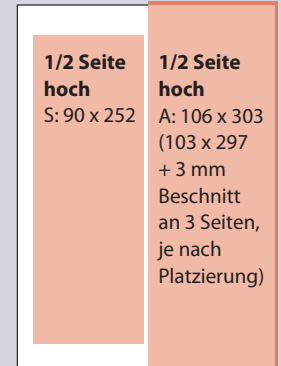 1/2 Seite
hoch
S: 90 x 252
1/2 Seite
hoch
A: 106 x 303
(103 x 297
+ 3 mm
Beschnitt
an 3 Seiten,
je nach
Platzierung)